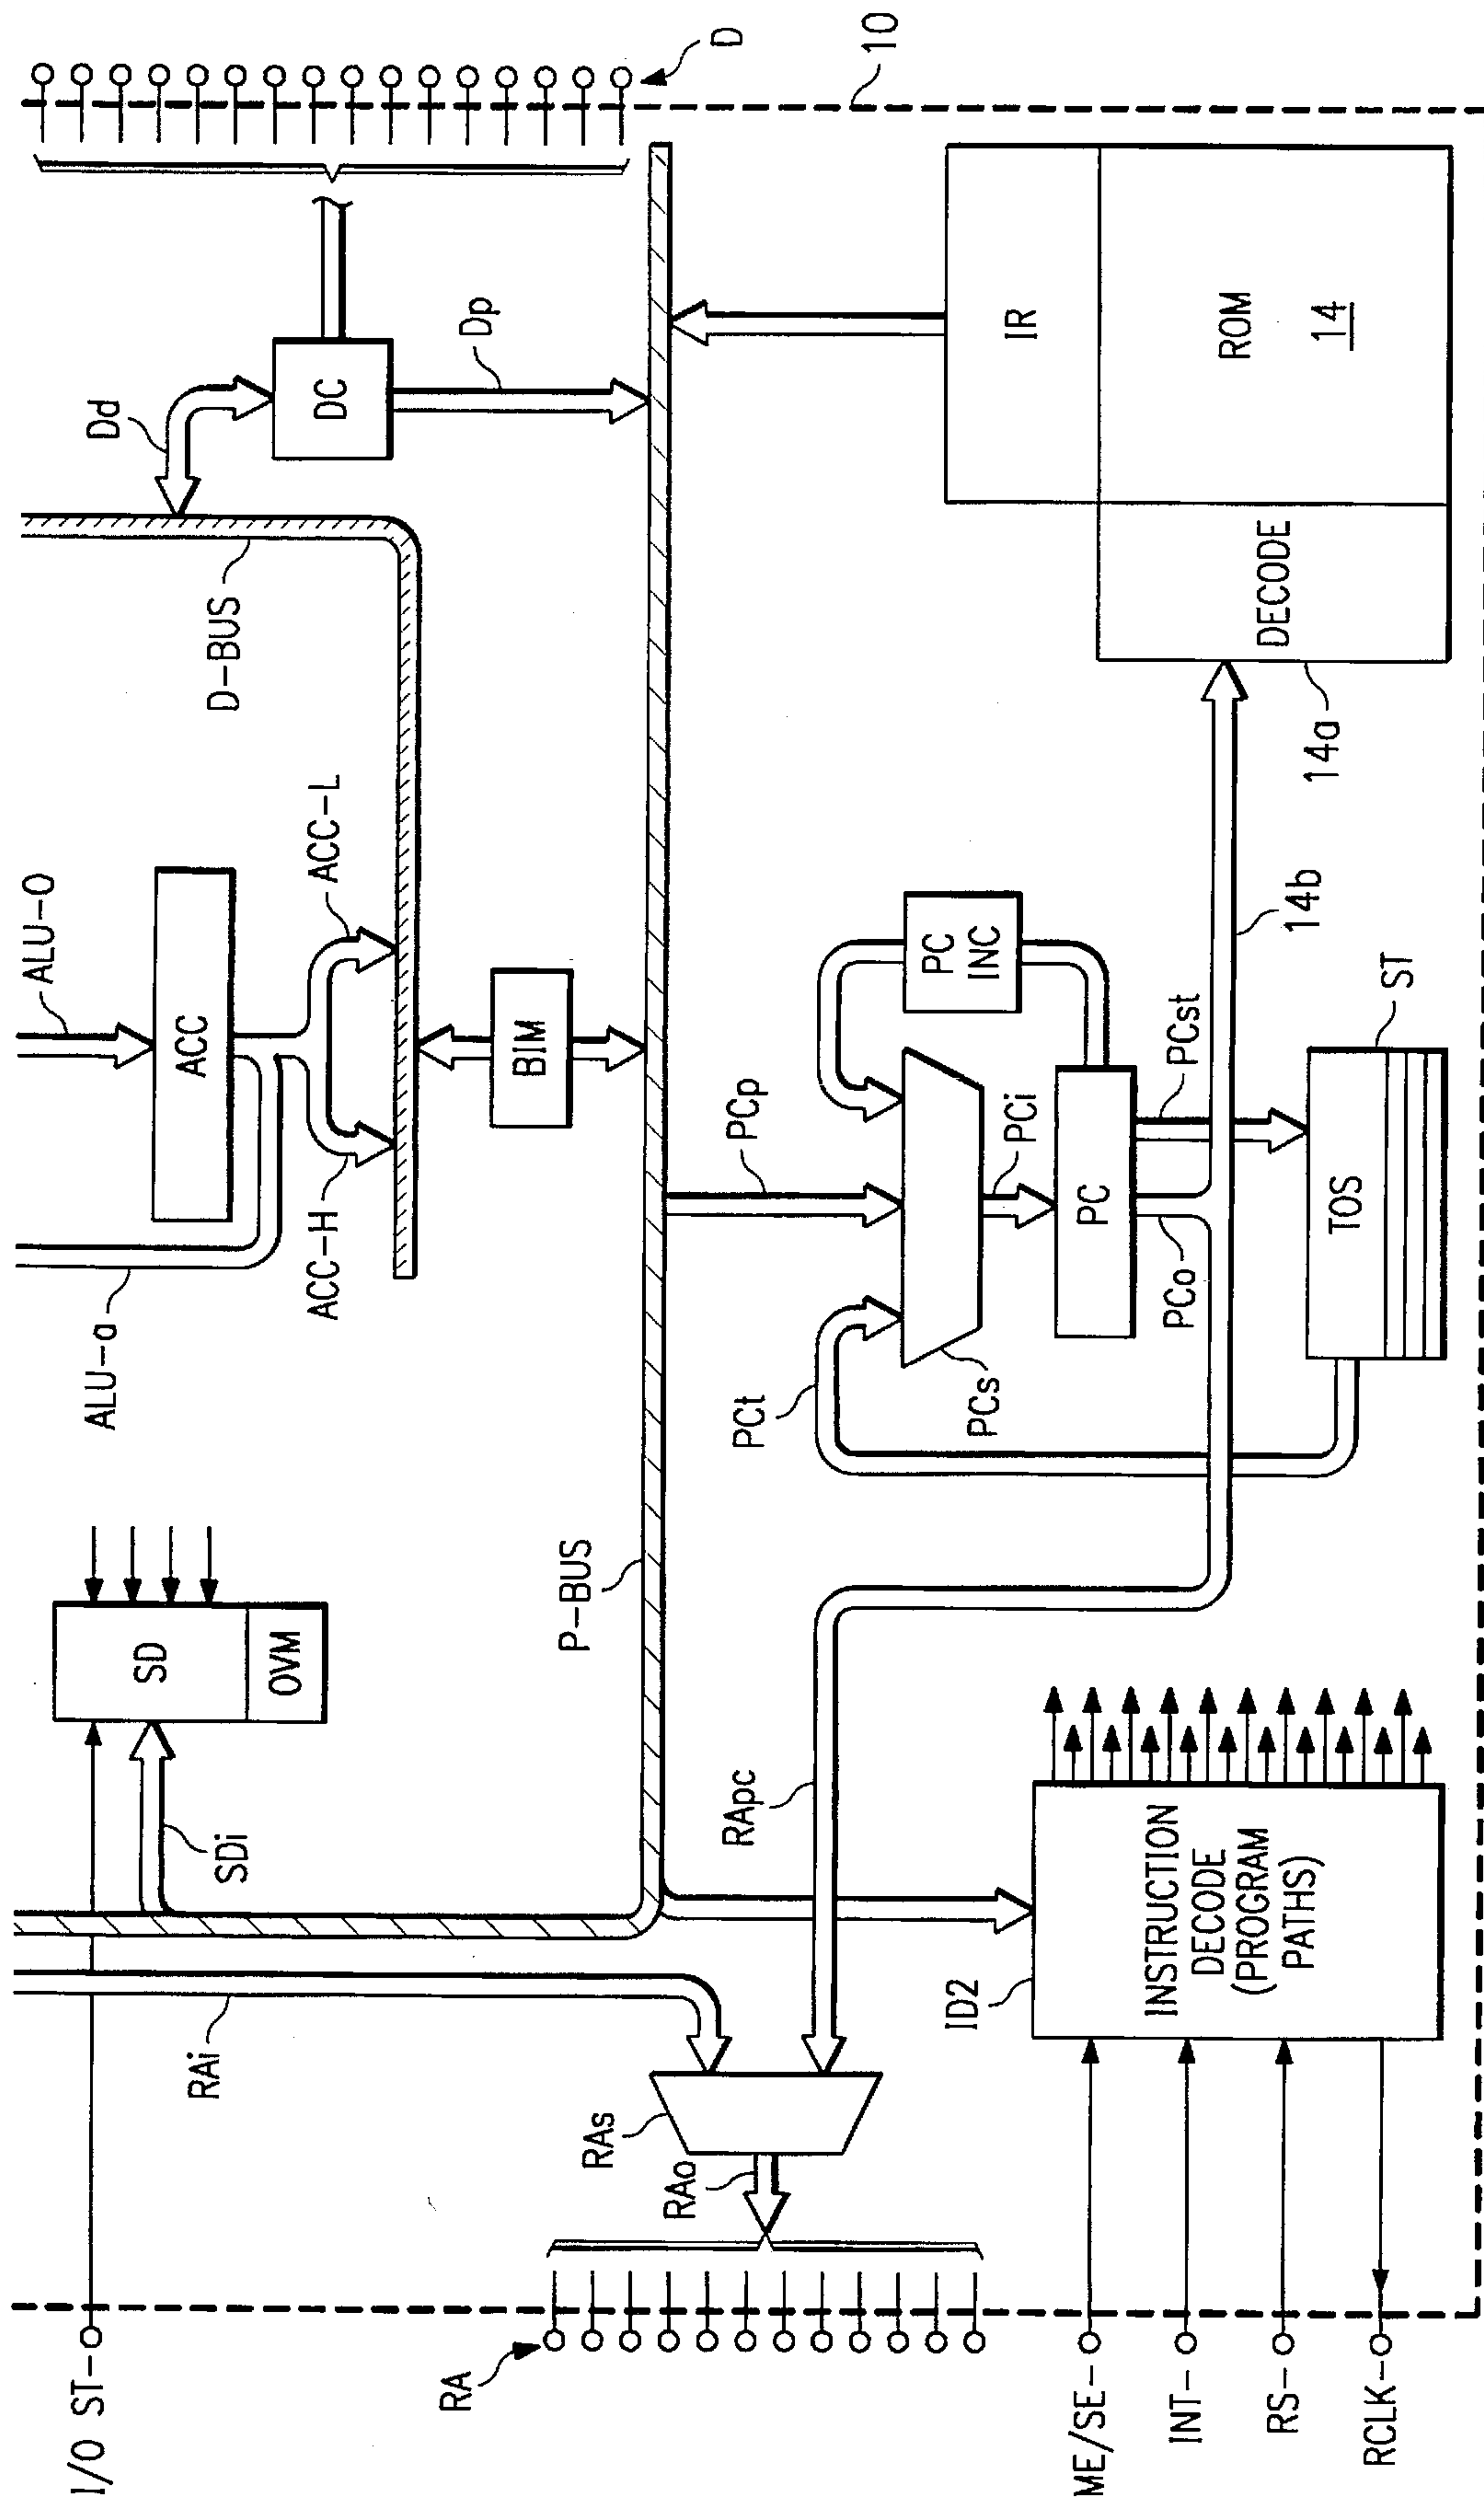 I/O ST
RAi
SDi
SD
OVM
ALU-a
ALU-O
ACC
ACC-H
ACC-L
D-BUS
Dd
DC
Dp
D
10
BIM
P-BUS
RA
RAo
RAs
RApc
PCt
PCp
PCs
PCi
PC
INC
PC
PCo
PCst
TOS
ST
14b
14a
DECODE
IR
ROM
14
ID2
INSTRUCTION
DECODE
(PROGRAM
PATHS)
ME/SE
INT
RS
RCLK